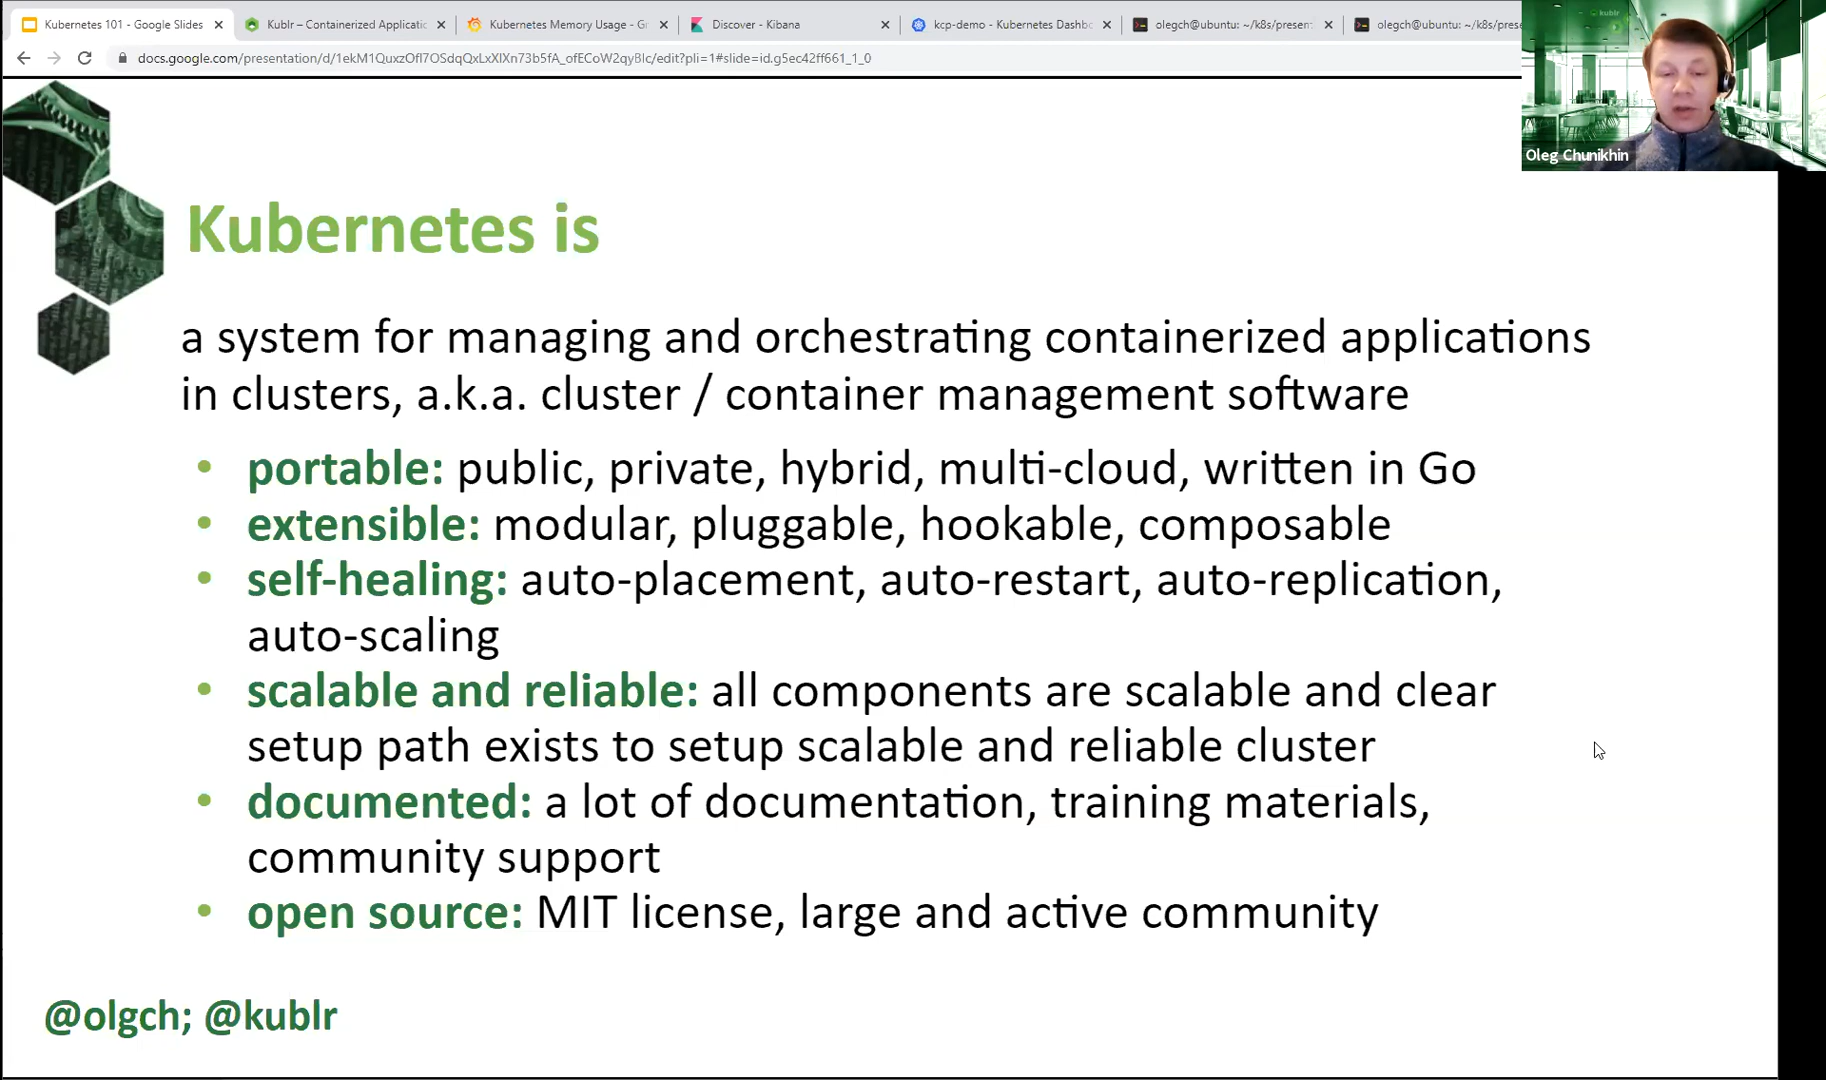 Kubernetes 101 - Google Slides
Kublr – Containerized Applicatic
Kubernetes Memory Usage - Gr
Discover - Kibana
kcp-demo - Kubernetes Dashbo
olegch@ubuntu: ~/k8s/present
olegch@ubuntu: ~/k8s/prese
docs.google.com/presentation/d/1ekM1QuxzOfl7OSdqQxLxXIXn73b5fA_ofECoW2qyBlc/edit?pli=1#slide=id.g5ec42ff661_1_0
kublr
Oleg Chunikhin
Kubernetes is
a system for managing and orchestrating containerized applications
in clusters, a.k.a. cluster / container management software
• portable: public, private, hybrid, multi-cloud, written in Go
• extensible: modular, pluggable, hookable, composable
• self-healing: auto-placement, auto-restart, auto-replication,
auto-scaling
• scalable and reliable: all components are scalable and clear
setup path exists to setup scalable and reliable cluster
• documented: a lot of documentation, training materials,
community support
• open source: MIT license, large and active community
@olgch; @kublr